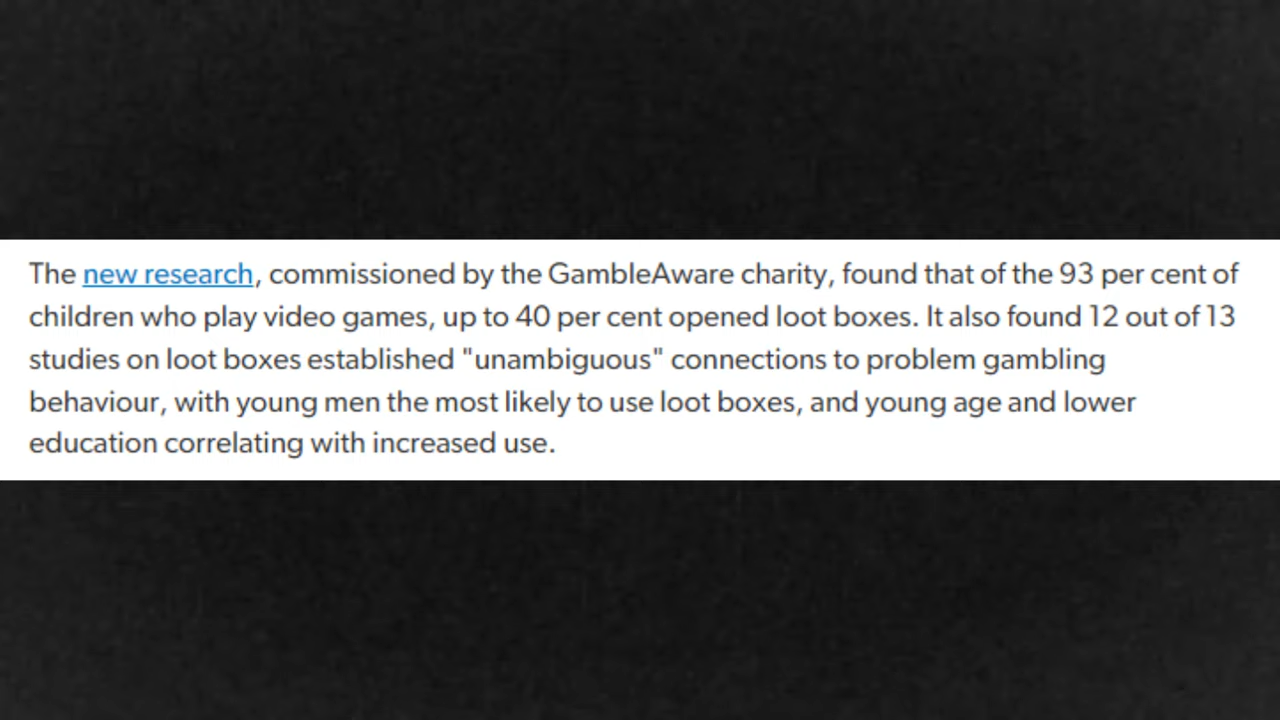 The new research, commissioned by the GambleAware charity, found that of the 93 per cent of
children who play video games, up to 40 per cent opened loot boxes. It also found 12 out of 13
studies on loot boxes established "unambiguous" connections to problem gambling
behaviour, with young men the most likely to use loot boxes, and young age and lower
education correlating with increased use.